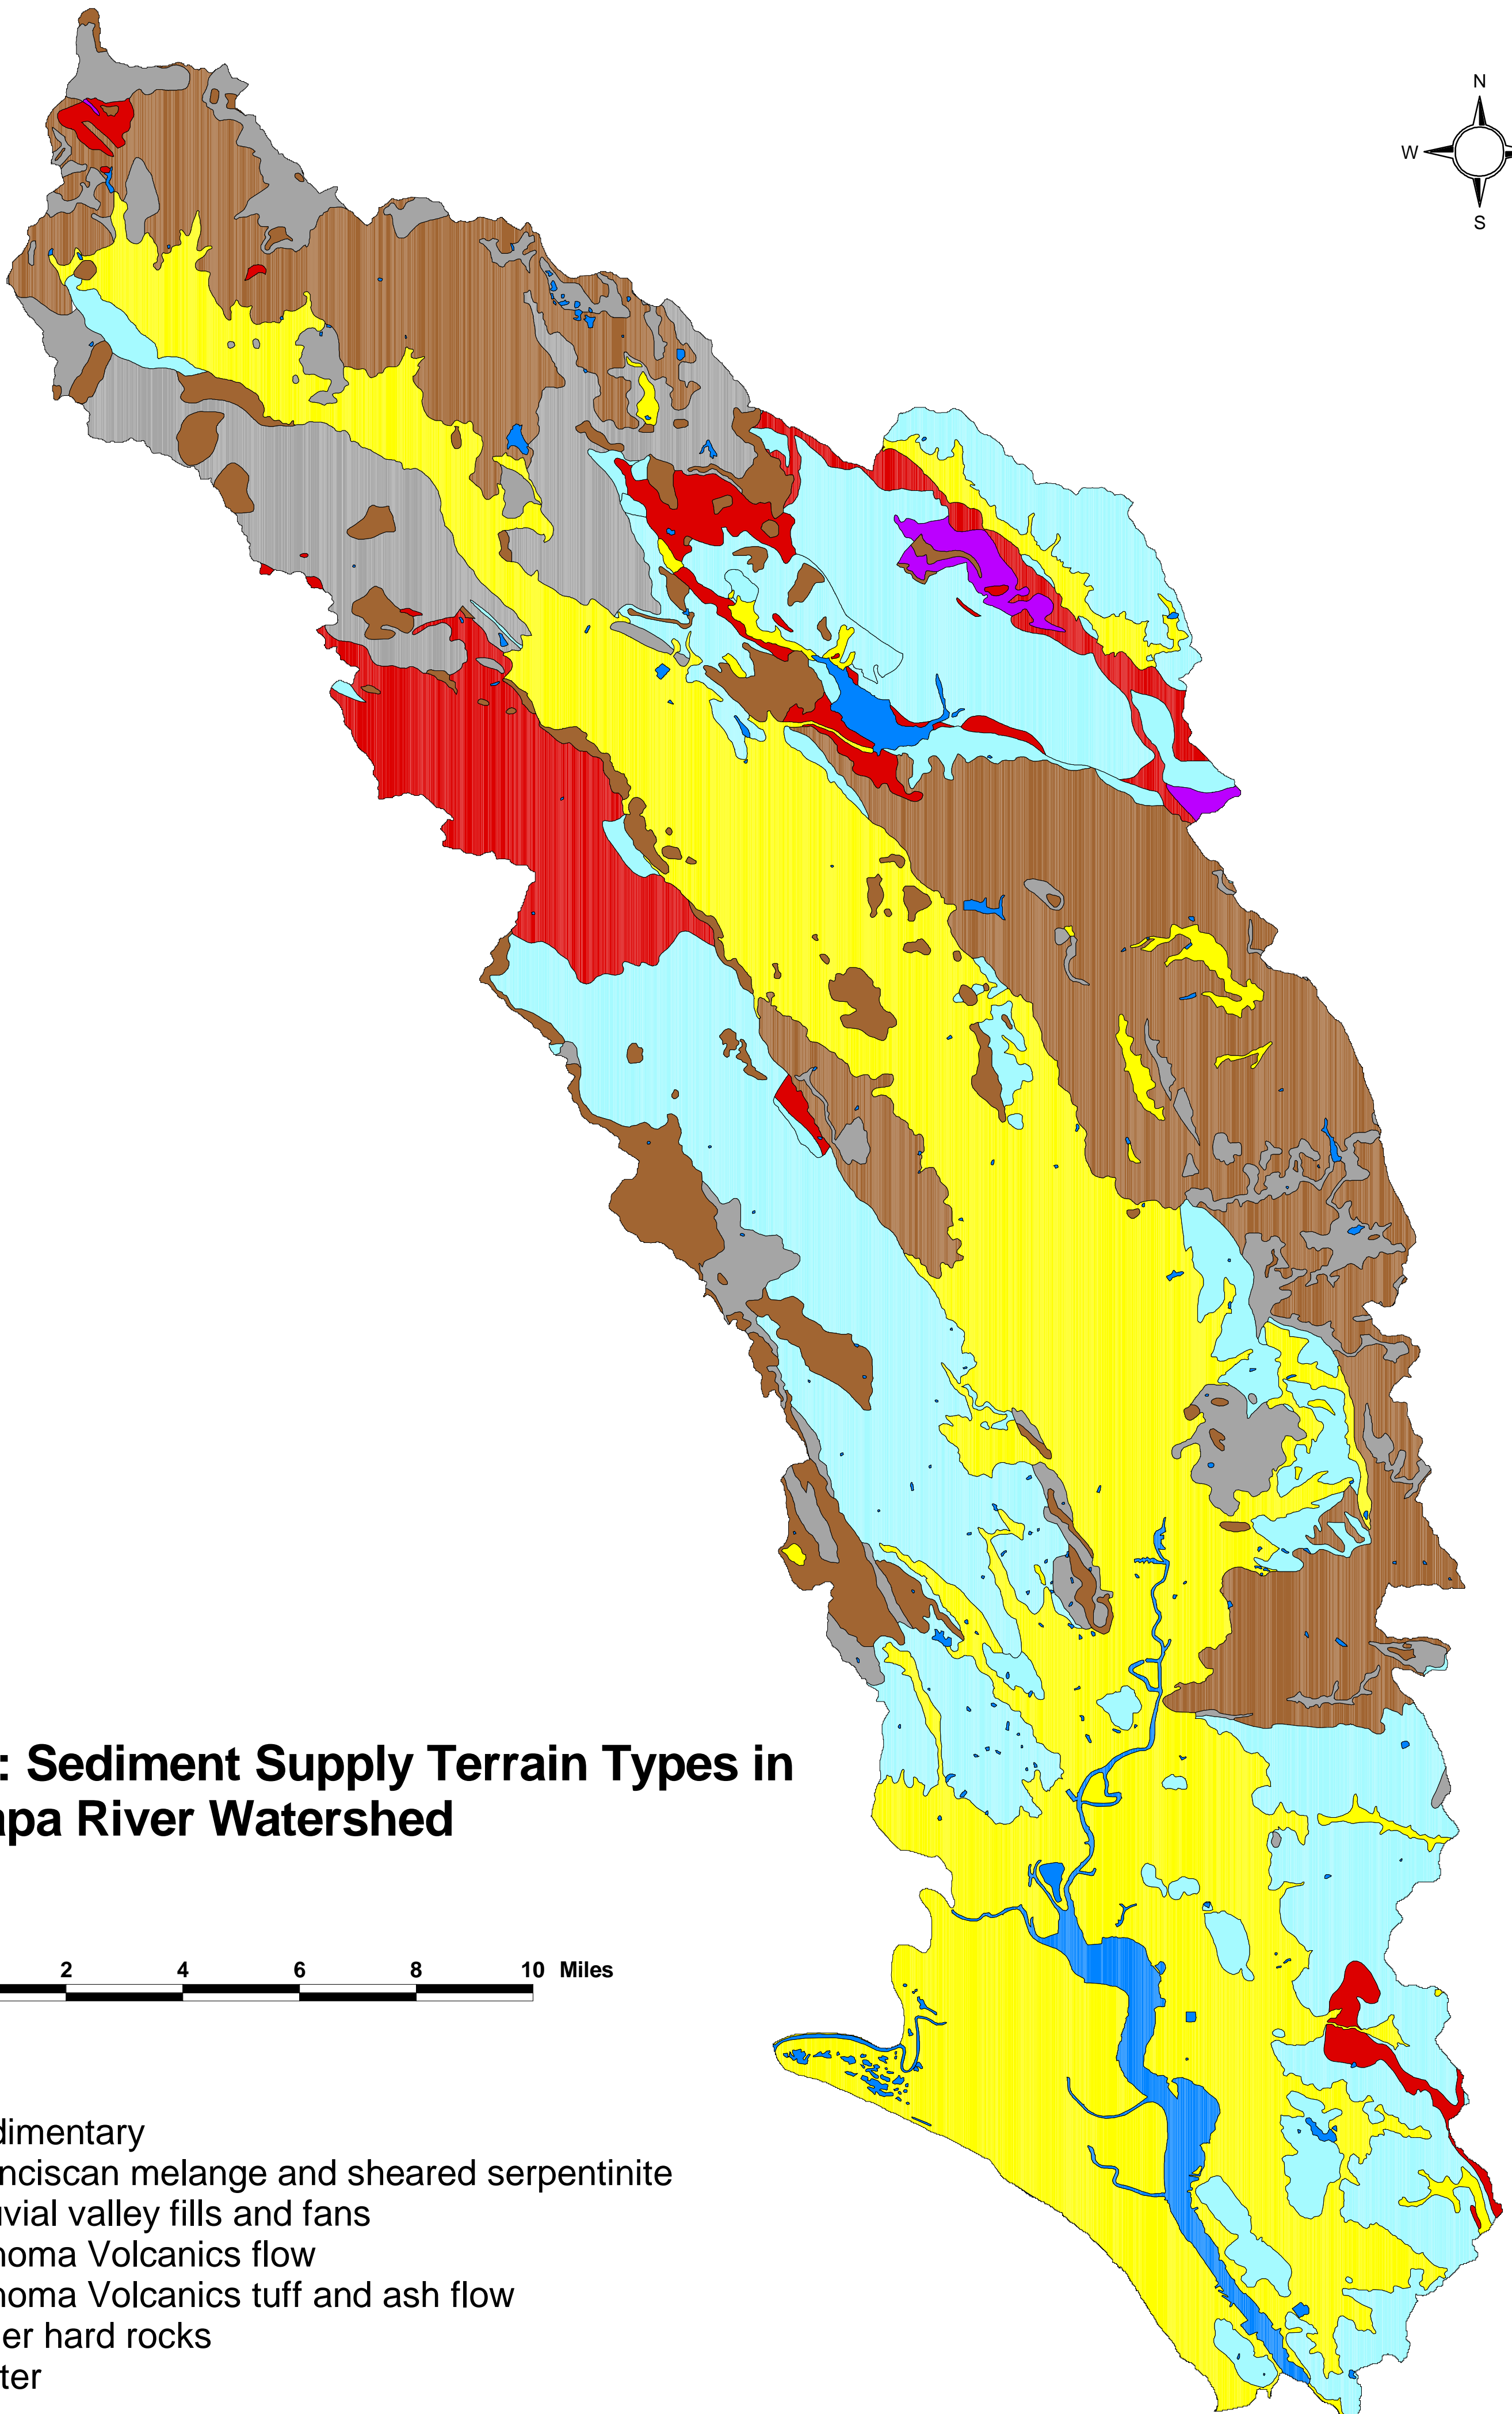 N
W
S
: Sediment Supply Terrain Types in
apa River Watershed
2 4 6 8 10 Miles
dimentary
nciscan melange and sheared serpentinite
uvial valley fills and fans
noma Volcanics flow
noma Volcanics tuff and ash flow
er hard rocks
ter